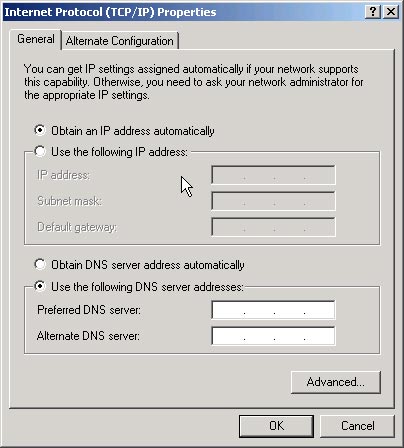 Internet Protocol (TCP/IP) Properties
General Alternate Configuration
You can get IP settings assigned automatically if your network supports
this capability. Otherwise, you need to ask your network administrator for
the appropriate IP settings.
Obtain an IP address automatically
Use the following IP address:
IP address:
Subnet mask:
Default gateway:
Obtain DNS server address automatically
Use the following DNS server addresses:
Preferred DNS server:
Alternate DNS server:
Advanced...
OK Cancel